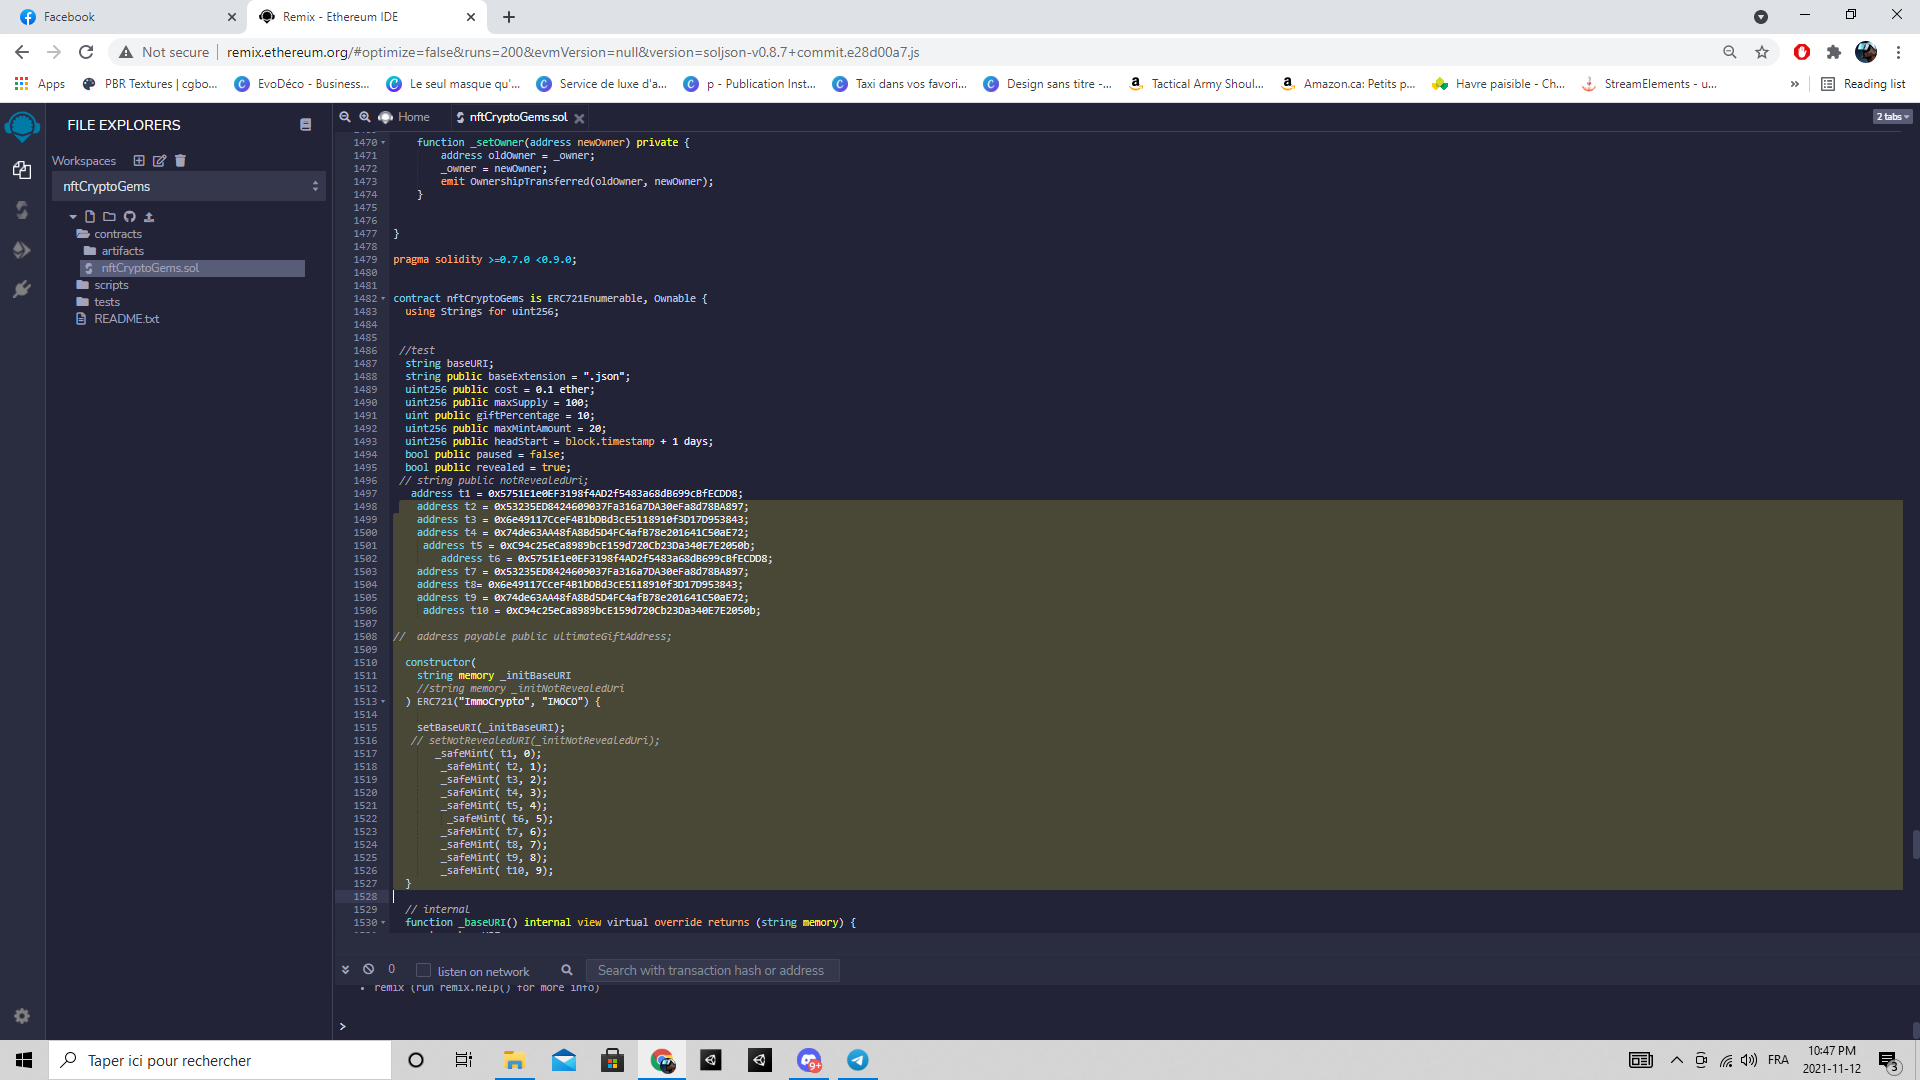 Facebook
Remix - Ethereum IDE
Not secure
remix.ethereum.org/#optimize=false&runs=200&evmVersion=null&version=soljson-v0.8.7+commit.e28d00a7.js
Apps
PBR Textures | cgbo...
EvoDéco - Business...
Le seul masque qu'...
Service de luxe d'a...
p - Publication Inst...
Taxi dans vos favori...
Design sans titre -...
Tactical Army Shoul...
Amazon.ca: Petits p...
Havre paisible - Ch...
StreamElements - u...
»
Reading list
FILE EXPLORERS
Workspaces
nftCryptoGems
contracts
artifacts
nftCryptoGems.sol
scripts
tests
README.txt
Home
nftCryptoGems.sol
2 tabs
1470 function _setOwner(address newOwner) private {
1471 address oldOwner = _owner;
1472 _owner = newOwner;
1473 emit OwnershipTransferred(oldOwner, newOwner);
1474 }
1475
1476
1477 }
1478
1479 pragma solidity >=0.7.0 <0.9.0;
1480
1481
1482 contract nftCryptoGems is ERC721Enumerable, Ownable {
1483 using Strings for uint256;
1484
1485
1486 //test
1487 string baseURI;
1488 string public baseExtension = ".json";
1489 uint256 public cost = 0.1 ether;
1490 uint256 public maxSupply = 100;
1491 uint public giftPercentage = 10;
1492 uint256 public maxMintAmount = 20;
1493 uint256 public headStart = block.timestamp + 1 days;
1494 bool public paused = false;
1495 bool public revealed = true;
1496 // string public notRevealedUri;
1497 address t1 = 0x5751E1e0EF3198f4AD2f5483a68dB699cBfECDD8;
1498 address t2 = 0x53235ED8424609037Fa316a7DA30eFa8d78BA897;
1499 address t3 = 0x6e49117CceF4B1bDBd3cE5118910f3D17D953843;
1500 address t4 = 0x74de63AA48fA8Bd5D4FC4afB78e201641C50aE72;
1501 address t5 = 0xC94c25eCa8989bcE159d720Cb23Da340E7E2050b;
1502 address t6 = 0x5751E1e0EF3198f4AD2f5483a68dB699cBfECDD8;
1503 address t7 = 0x53235ED8424609037Fa316a7DA30eFa8d78BA897;
1504 address t8= 0x6e49117CceF4B1bDBd3cE5118910f3D17D953843;
1505 address t9 = 0x74de63AA48fA8Bd5D4FC4afB78e201641C50aE72;
1506 address t10 = 0xC94c25eCa8989bcE159d720Cb23Da340E7E2050b;
1507
1508 // address payable public ultimateGiftAddress;
1509
1510 constructor(
1511 string memory _initBaseURI
1512 //string memory _initNotRevealedUri
1513 ) ERC721("ImmoCrypto", "IMOCO") {
1514
1515 setBaseURI(_initBaseURI);
1516 // setNotRevealedURI(_initNotRevealedUri);
1517 _safeMint( t1, 0);
1518 _safeMint( t2, 1);
1519 _safeMint( t3, 2);
1520 _safeMint( t4, 3);
1521 _safeMint( t5, 4);
1522 _safeMint( t6, 5);
1523 _safeMint( t7, 6);
1524 _safeMint( t8, 7);
1525 _safeMint( t9, 8);
1526 _safeMint( t10, 9);
1527 }
1528
1529 // internal
1530 function _baseURI() internal view virtual override returns (string memory) {
0
listen on network
Search with transaction hash or address
• remix (run remix.help() for more info)
>
Taper ici pour rechercher
9+
FRA
10:47 PM
2021-11-12
3